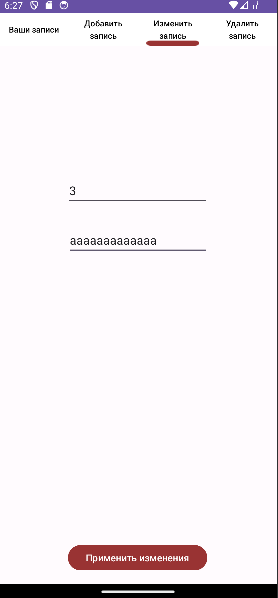 6:27
Ваши записи
Добавить
запись
Изменить
запись
Удалить
запись
3
ааааааааааааа
Применить изменения